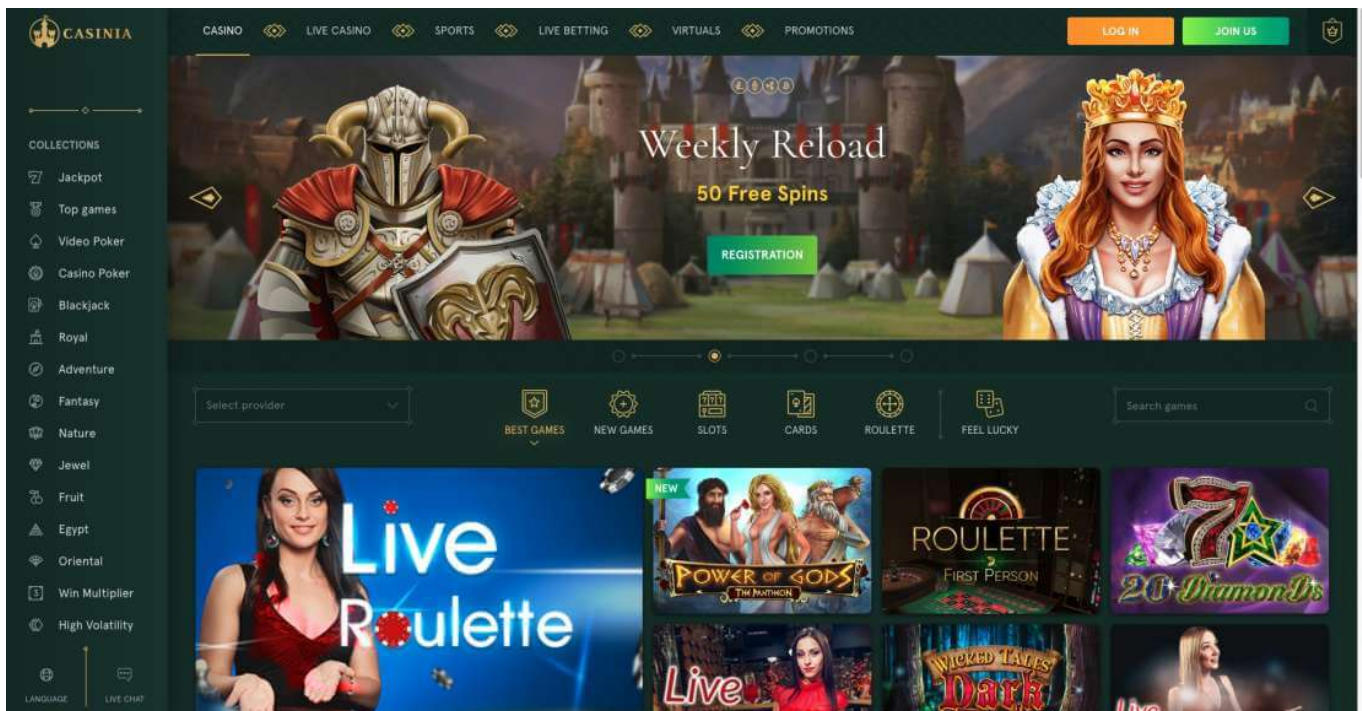 CASINIA
CASINO
LIVE CASINO
SPORTS
LIVE BETTING
VIRTUALS
PROMOTIONS
LOG IN
JOIN US
COLLECTIONS
Jackpot
Top games
Video Poker
Casino Poker
Blackjack
Royal
Adventure
Fantasy
Nature
Jewel
Fruit
Egypt
Oriental
Win Multiplier
High Volatility
LANGUAGE
LIVE CHAT
Weekly Reload
50 Free Spins
REGISTRATION
Select provider
BEST GAMES
NEW GAMES
SLOTS
CARDS
ROULETTE
FEEL LUCKY
Search games
Live
Roulette
NEW
POWER OF GODS
THE PANTHEON
ROULETTE
FIRST PERSON
7
20 DiamonDs
Live
WICKED TALES
Dark
Live